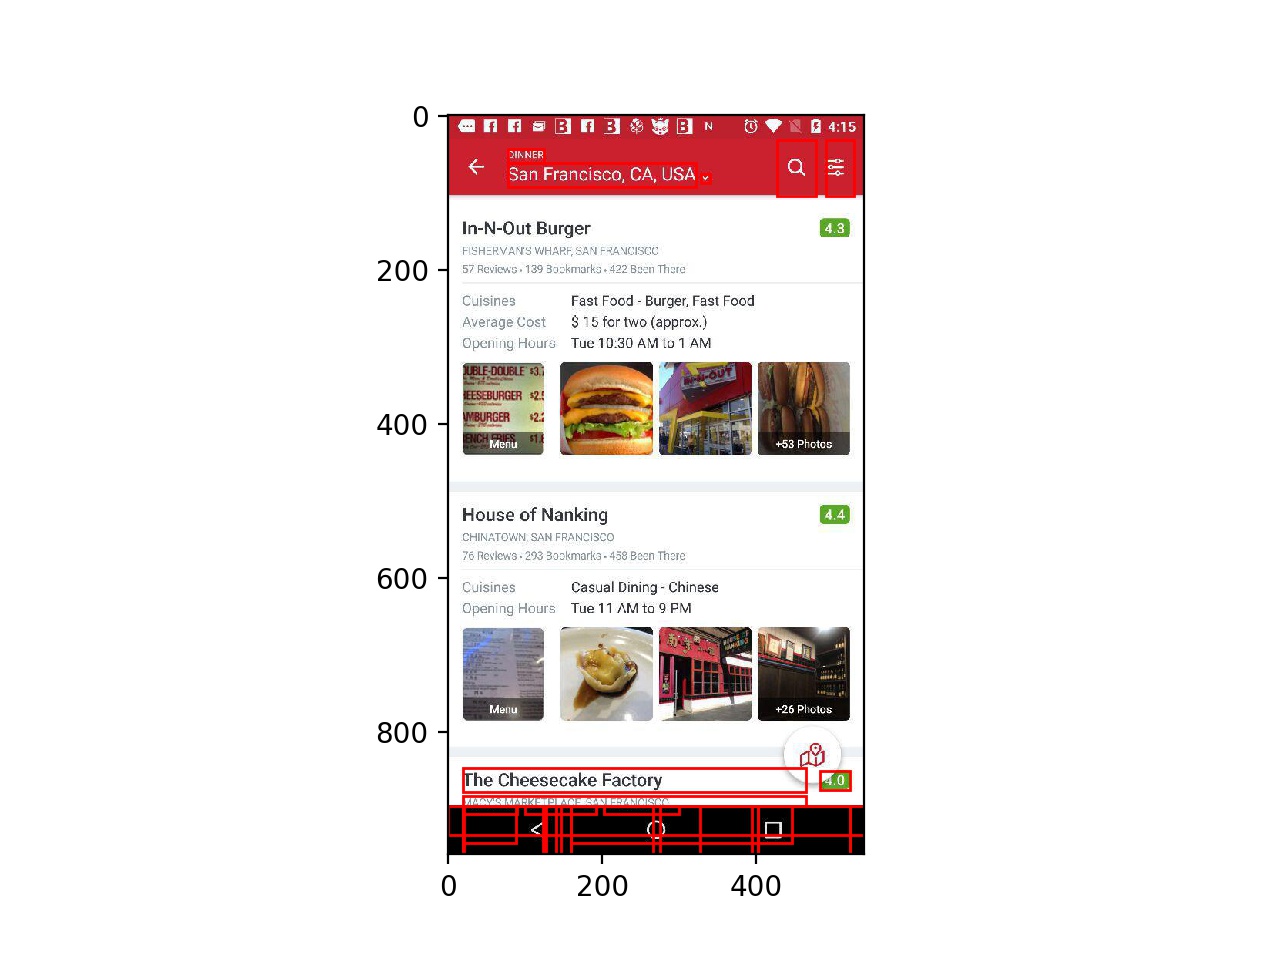 0
200
400
600
800
0 200 400
4:15
DINNER
San Francisco, CA, USA
In-N-Out Burger
4.3
FISHERMAN'S WHARF, SAN FRANCISCO
57 Reviews • 139 Bookmarks • 422 Been There
Cuisines Fast Food - Burger, Fast Food
Average Cost $ 15 for two (approx.)
Opening Hours Tue 10:30 AM to 1 AM
Menu
IN-N-OUT
+53 Photos
House of Nanking
4.4
CHINATOWN, SAN FRANCISCO
76 Reviews • 293 Bookmarks • 458 Been There
Cuisines Casual Dining - Chinese
Opening Hours Tue 11 AM to 9 PM
Menu
+26 Photos
The Cheesecake Factory
4.0
MACY'S MARKETPLACE, SAN FRANCISCO